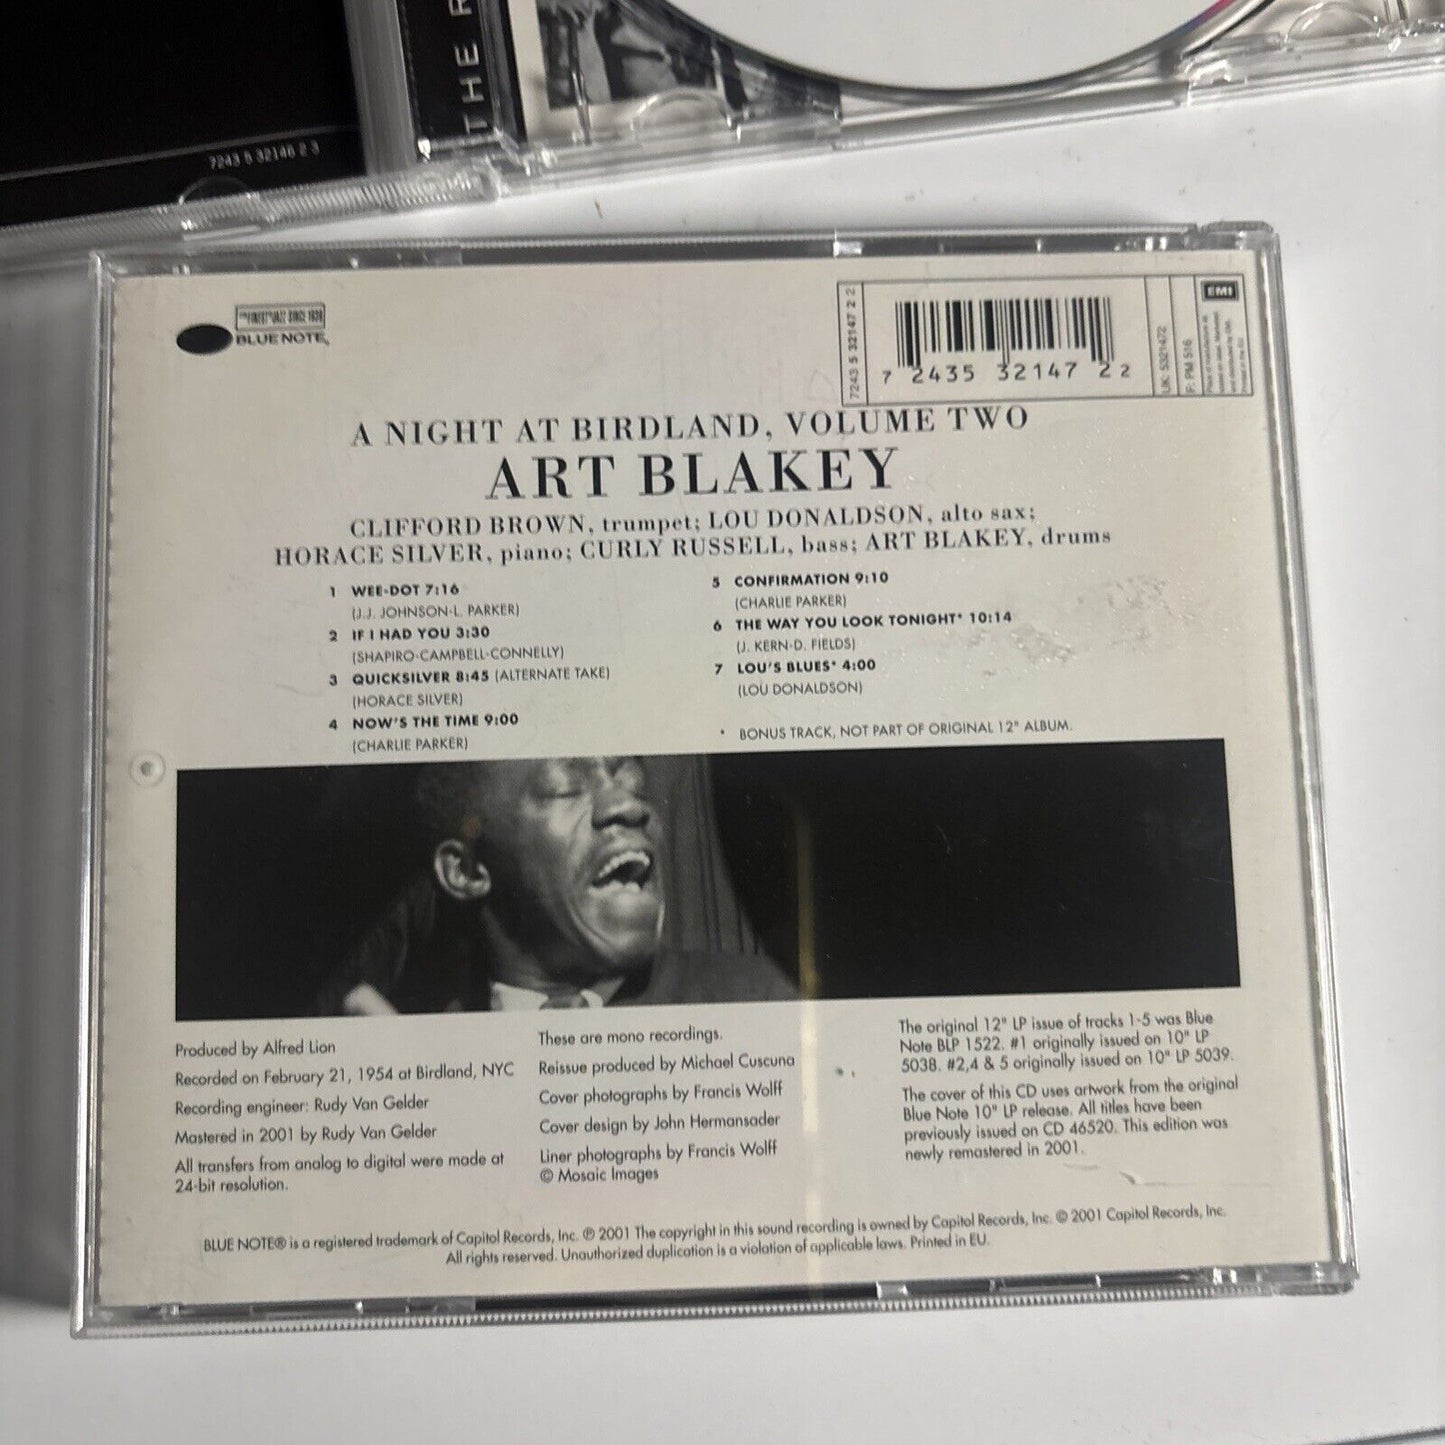 THE R
7243 5 32146 2 3
BLUE NOTE
7243 5 32147 2 2
7 2435 32147 2 2
UK: 5321472
F: PM 516
EMI
A NIGHT AT BIRDLAND, VOLUME TWO
ART BLAKEY
CLIFFORD BROWN, trumpet; LOU DONALDSON, alto sax;
HORACE SILVER, piano; CURLY RUSSELL, bass; ART BLAKEY, drums
1 WEE-DOT 7:16
(J.J. JOHNSON-L. PARKER)
2 IF I HAD YOU 3:30
(SHAPIRO-CAMPBELL-CONNELLY)
3 QUICKSILVER 8:45 (ALTERNATE TAKE)
(HORACE SILVER)
4 NOW'S THE TIME 9:00
(CHARLIE PARKER)
5 CONFIRMATION 9:10
(CHARLIE PARKER)
6 THE WAY YOU LOOK TONIGHT* 10:14
(J. KERN-D. FIELDS)
7 LOU'S BLUES* 4:00
(LOU DONALDSON)
* BONUS TRACK, NOT PART OF ORIGINAL 12" ALBUM.
Produced by Alfred Lion
Recorded on February 21, 1954 at Birdland, NYC
Recording engineer: Rudy Van Gelder
Mastered in 2001 by Rudy Van Gelder
All transfers from analog to digital were made at
24-bit resolution.
These are mono recordings.
Reissue produced by Michael Cuscuna
Cover photographs by Francis Wolff
Cover design by John Hermansader
Liner photographs by Francis Wolff
© Mosaic Images
The original 12" LP issue of tracks 1-5 was Blue
Note BLP 1522. #1 originally issued on 10" LP
5038. #2,4 & 5 originally issued on 10" LP 5039.
The cover of this CD uses artwork from the original
Blue Note 10" LP release. All titles have been
previously issued on CD 46520. This edition was
newly remastered in 2001.
BLUE NOTE® is a registered trademark of Capitol Records, Inc. ℗ 2001 The copyright in this sound recording is owned by Capitol Records, Inc. © 2001 Capitol Records, Inc.
All rights reserved. Unauthorized duplication is a violation of applicable laws. Printed in EU.